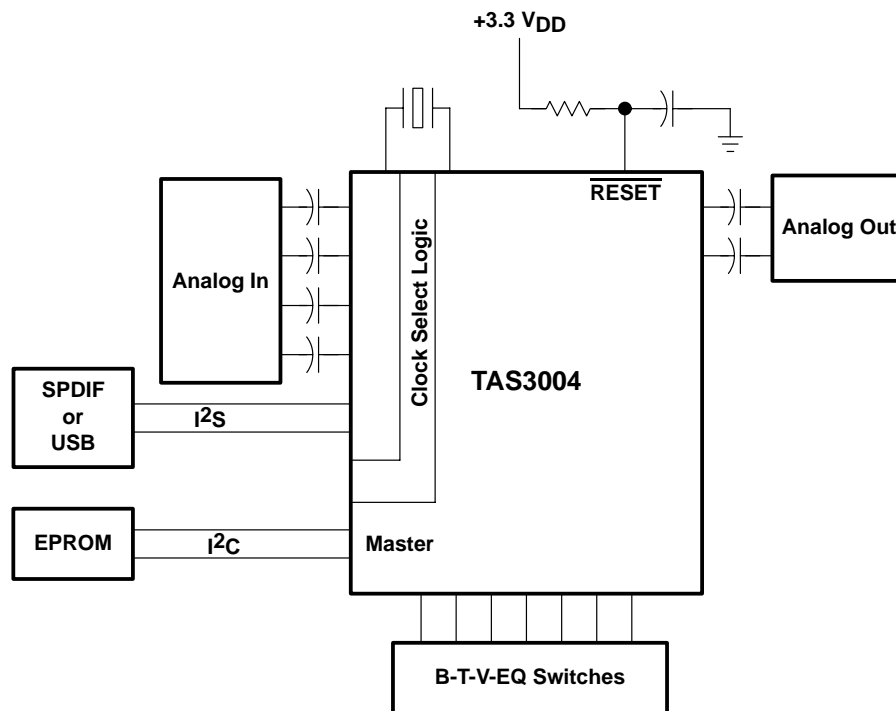 +3.3 VDD
RESET
Analog In
Clock Select Logic
Analog Out
TAS3004
SPDIF
or
USB
I2S
EPROM
I2C
Master
B-T-V-EQ Switches